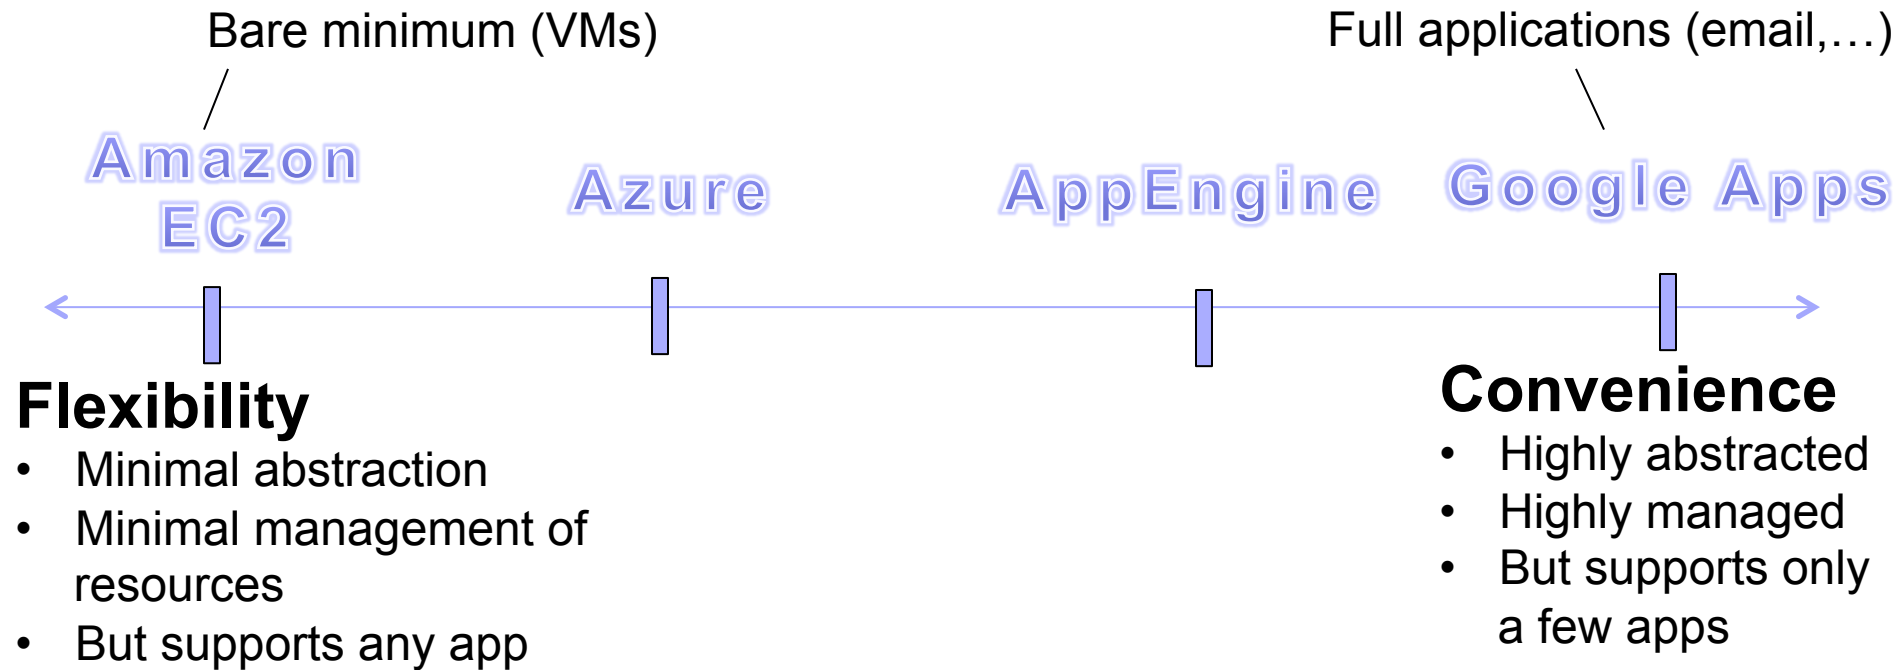 Bare minimum (VMs)
Full applications (email,…)
Amazon
EC2
Azure
AppEngine
Google Apps
Flexibility
• Minimal abstraction
• Minimal management of
resources
• But supports any app
Convenience
• Highly abstracted
• Highly managed
• But supports only
a few apps